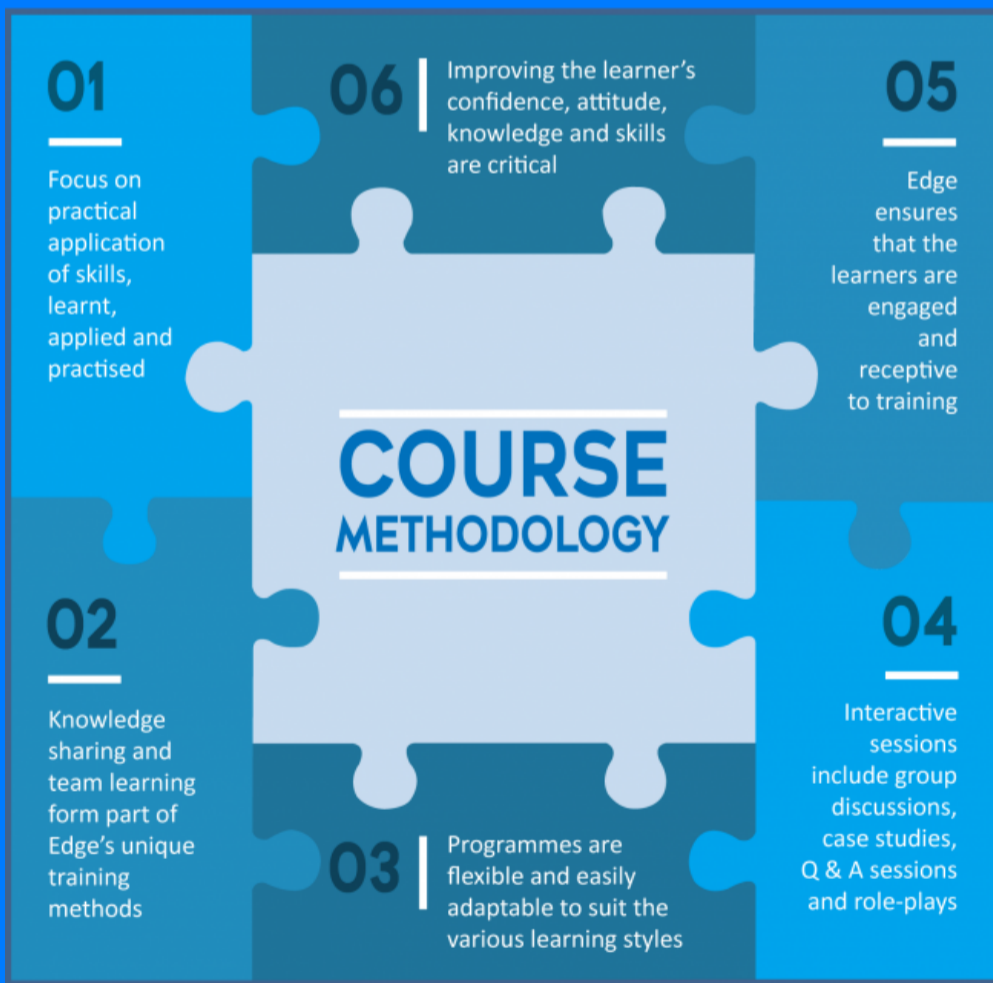 01
Focus on
practical
application
of skills,
learnt,
applied and
practised
06
Improving the learner's
confidence, attitude,
knowledge and skills
are critical
05
Edge
ensures
that the
learners are
engaged
and
receptive
to training
COURSE
METHODOLOGY
02
Knowledge
sharing and
team learning
form part of
Edge's unique
training
methods
03
Programmes are
flexible and easily
adaptable to suit the
various learning styles
04
Interactive
sessions
include group
discussions,
case studies,
Q & A sessions
and role-plays